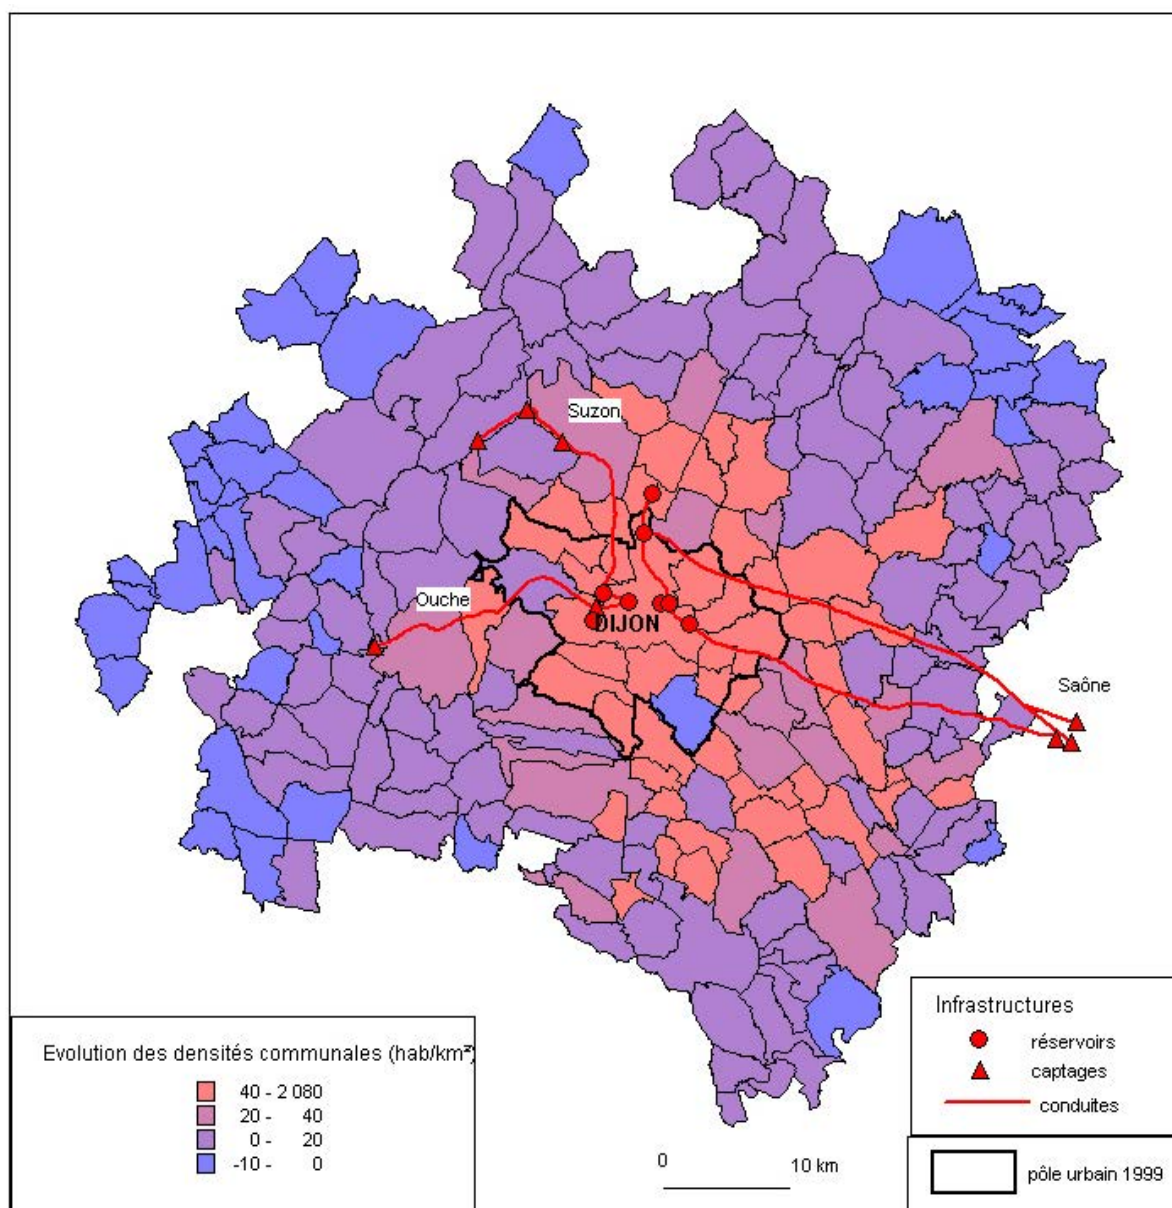 Suzon
Ouche
DIJON
Saône
Evolution des densités communales (hab/km²)
40 - 2 080
20 - 40
0 - 20
-10 - 0
0 10 km
Infrastructures
réservoirs
captages
conduites
pôle urbain 1999